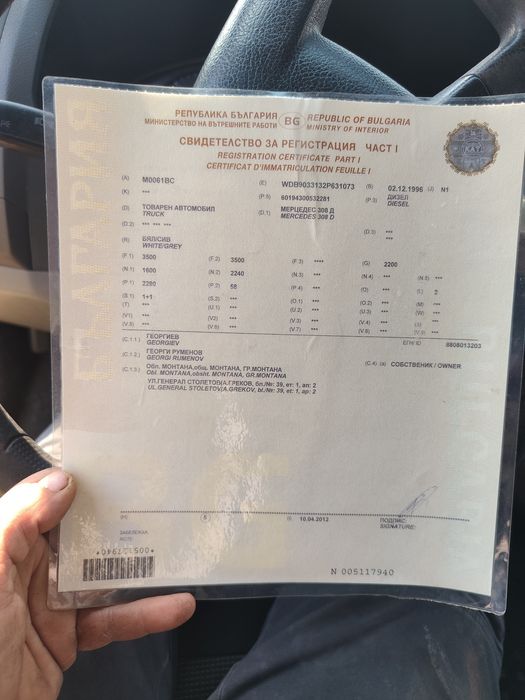 РЕПУБЛИКА БЪЛГАРИЯ BG REPUBLIC OF BULGARIA
МИНИСТЕРСТВО НА ВЪТРЕШНИТЕ РАБОТИ MINISTRY OF INTERIOR
СВИДЕТЕЛСТВО ЗА РЕГИСТРАЦИЯ ЧАСТ I
REGISTRATION CERTIFICATE PART I
CERTIFICAT D'IMMATRICULATION FEUILLE I
(A) M0061BC (E) WDB9033132P631073 (B) 02.12.1996 (J) N1
(K) *** (P.5) 60194300532281 (P.3) ДИЗЕЛ
DIESEL
(D) ТОВАРЕН АВТОМОБИЛ (D.1) МЕРЦЕДЕС 308 Д (D.3) ***
TRUCK MERCEDES 308 D ***
(D.2) *** *** ***
(R) БЯЛ/СИВ
WHITE/GREY
(F.1) 3500 (F.2) 3500 (F.3) **** (G) 2200
(N.1) 1600 (N.2) 2240 (N.3) *** (N.4) *** (N.5) ***
(P.1) 2290 (P.2) 58 (P.4) *** (Q) *** (L) 2
(S.1) 1+1 (S.2) *** (O.1) *** (O.2) *** (M) ***
(T) *** (U.1) *** (U.2) *** (U.3) *** (W) ***
(V1) *** (V2) *** (V.3) *** (V.4) ***
(V.5) *** (V.6) *** (V.7) *** (V.8) *** (V.9) ***
(C.1.1) ГЕОРГИЕВ ЕГН/ID 8808013203
GEORGIEV
(C.1.2) ГЕОРГИ РУМЕНОВ (C.4) (a) СОБСТВЕНИК / OWNER
GEORGI RUMENOV
(C.1.3) Обл. МОНТАНА,общ. МОНТАНА, ГР.МОНТАНА
Obl. MONTANA,obsht. MONTANA, GR.MONTANA
УЛ.ГЕНЕРАЛ СТОЛЕТОВ/А.ГРЕКОВ, бл./№: 39, ет: 1, ап: 2
UL.GENERAL STOLETOV/A.GREKOV, bl./№: 39, et: 1, ap: 2
(H) 6 (I) 10.04.2012 ПОДПИС:
SIGNATURE:
ЗАБЕЛЕЖКА:
NOTE:
*005117940*
N 005117940